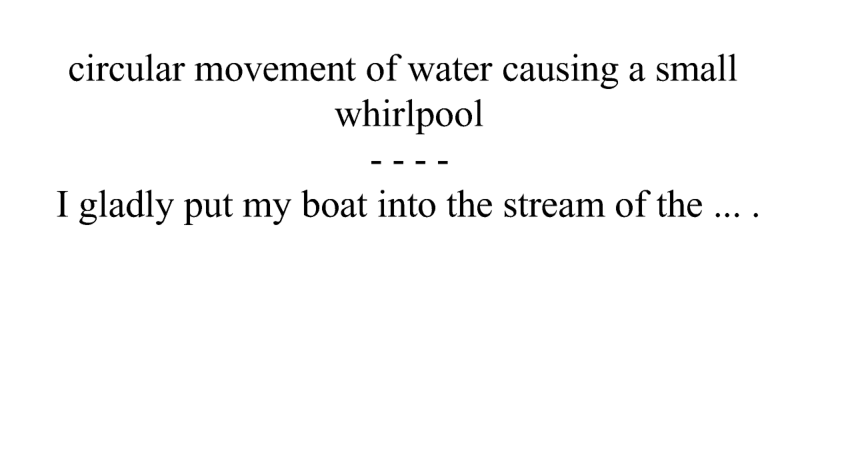 circular movement of water causing a small
whirlpool
- - - -
I gladly put my boat into the stream of the ... .